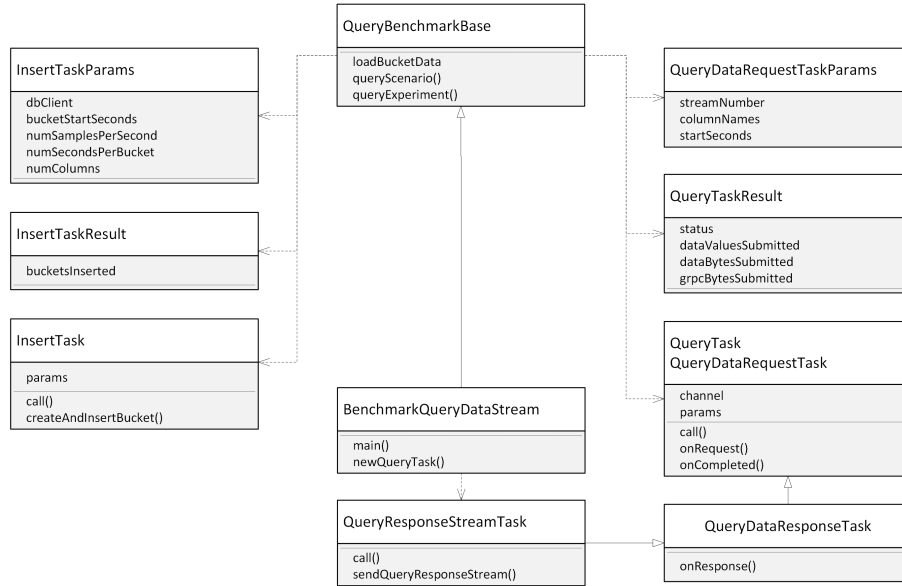 QueryBenchmarkBase
loadBucketData
queryScenario()
queryExperiment()
InsertTaskParams
dbClient
bucketStartSeconds
numSamplesPerSecond
numSecondsPerBucket
numColumns
QueryDataRequestTaskParams
streamNumber
columnNames
startSeconds
InsertTaskResult
bucketsInserted
QueryTaskResult
status
dataValuesSubmitted
dataBytesSubmitted
grpcBytesSubmitted
InsertTask
params
call()
createAndInsertBucket()
QueryTask
QueryDataRequestTask
channel
params
call()
onRequest()
onCompleted()
BenchmarkQueryDataStream
main()
newQueryTask()
QueryResponseStreamTask
call()
sendQueryResponseStream()
QueryDataResponseTask
onResponse()